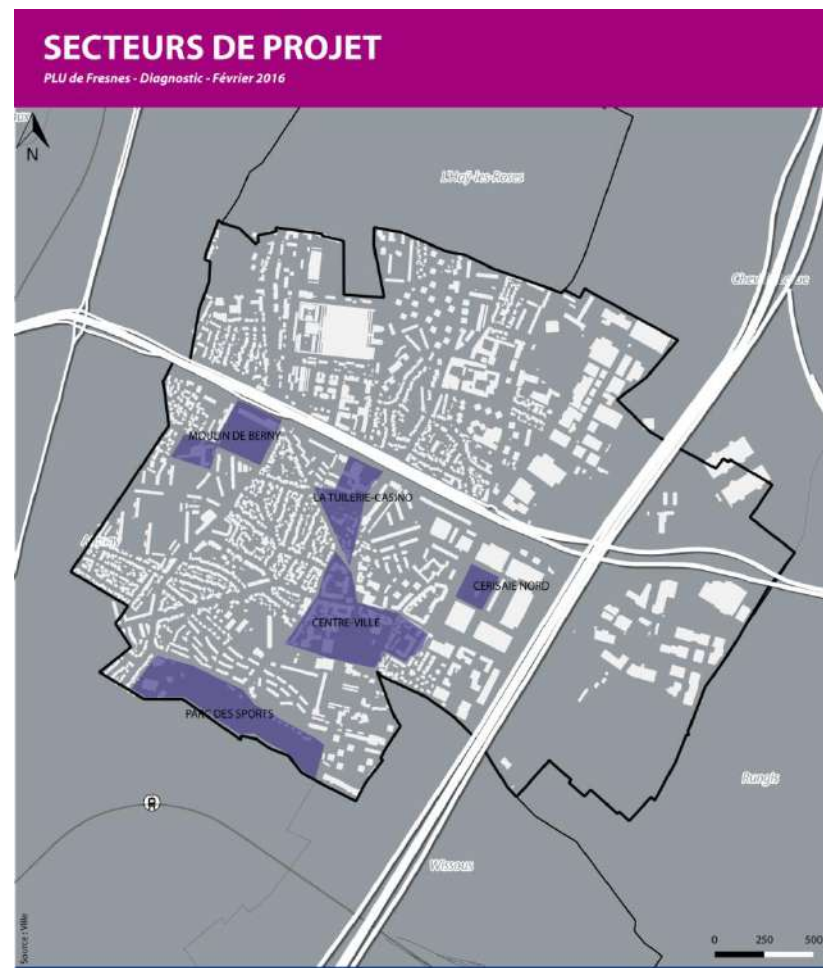 SECTEURS DE PROJET
PLU de Fresnes - Diagnostic - Février 2016
N
L'Haÿ-les-Roses
MOULIN DE BERNY
LA TUILERIE-CASINO
CERISAIE NORD
CENTRE-VILLE
PARC DES SPORTS
Rungis
Wissous
Source : Ville
0 250 500